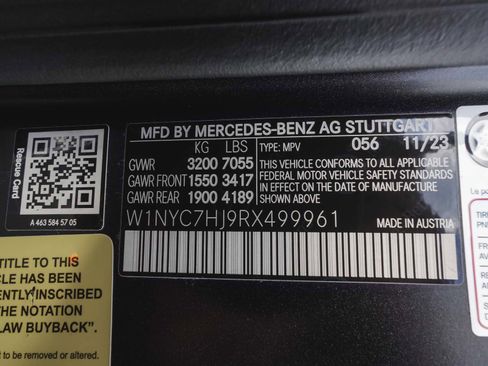 MFD BY MERCEDES-BENZ AG STUTTGART
KG LBS TYPE: MPV 056 11/23
GVWR 3200 7055 THIS VEHICLE CONFORMS TO ALL APPLICABLE
GAWR FRONT 1550 3417 FEDERAL MOTOR VEHICLE SAFETY STANDARDS
GAWR REAR 1900 4189 IN EFFECT ON THE DATE OF MANUFACTURE
SHOWN ABOVE.
W1NYC7HJ9RX499961 MADE IN AUSTRIA
Rescue Card
A 463 584 57 05
TITLE TO THIS
CLE HAS BEEN
ENTLY INSCRIBED
THE NOTATION
LAW BUYBACK".
t to be removed or altered.